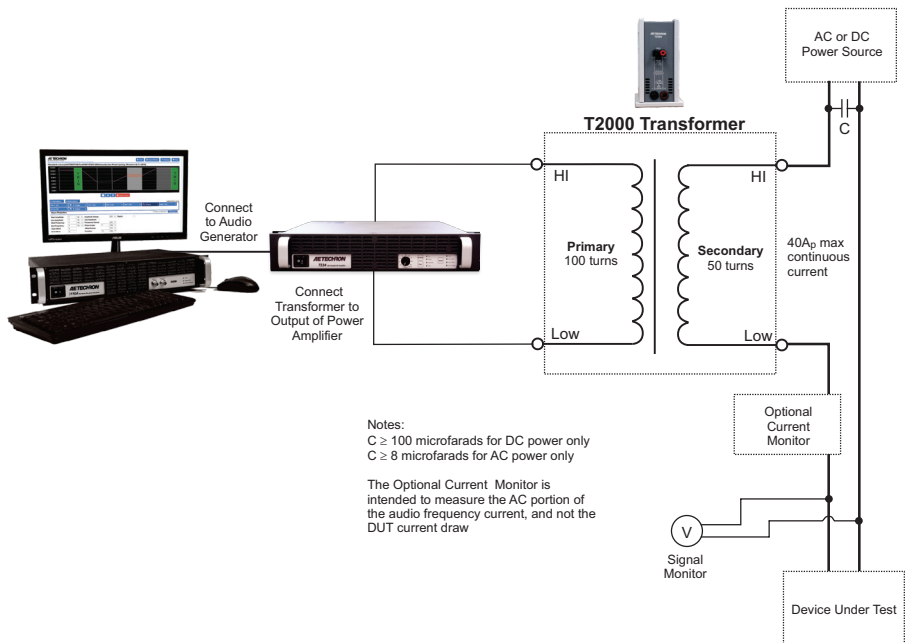 AC or DC
Power Source
C
T2000 Transformer
HI
HI
Connect
to Audio
Generator
AE TECHRON
Primary
100 turns
Secondary
50 turns
40Ap max
continuous
current
Connect
Transformer to
Output of Power
Amplifier
Low
Low
Optional
Current
Monitor
Notes:
C ≥ 100 microfarads for DC power only
C ≥ 8 microfarads for AC power only
The Optional Current Monitor is
intended to measure the AC portion of
the audio frequency current, and not the
DUT current draw
V
Signal
Monitor
Device Under Test